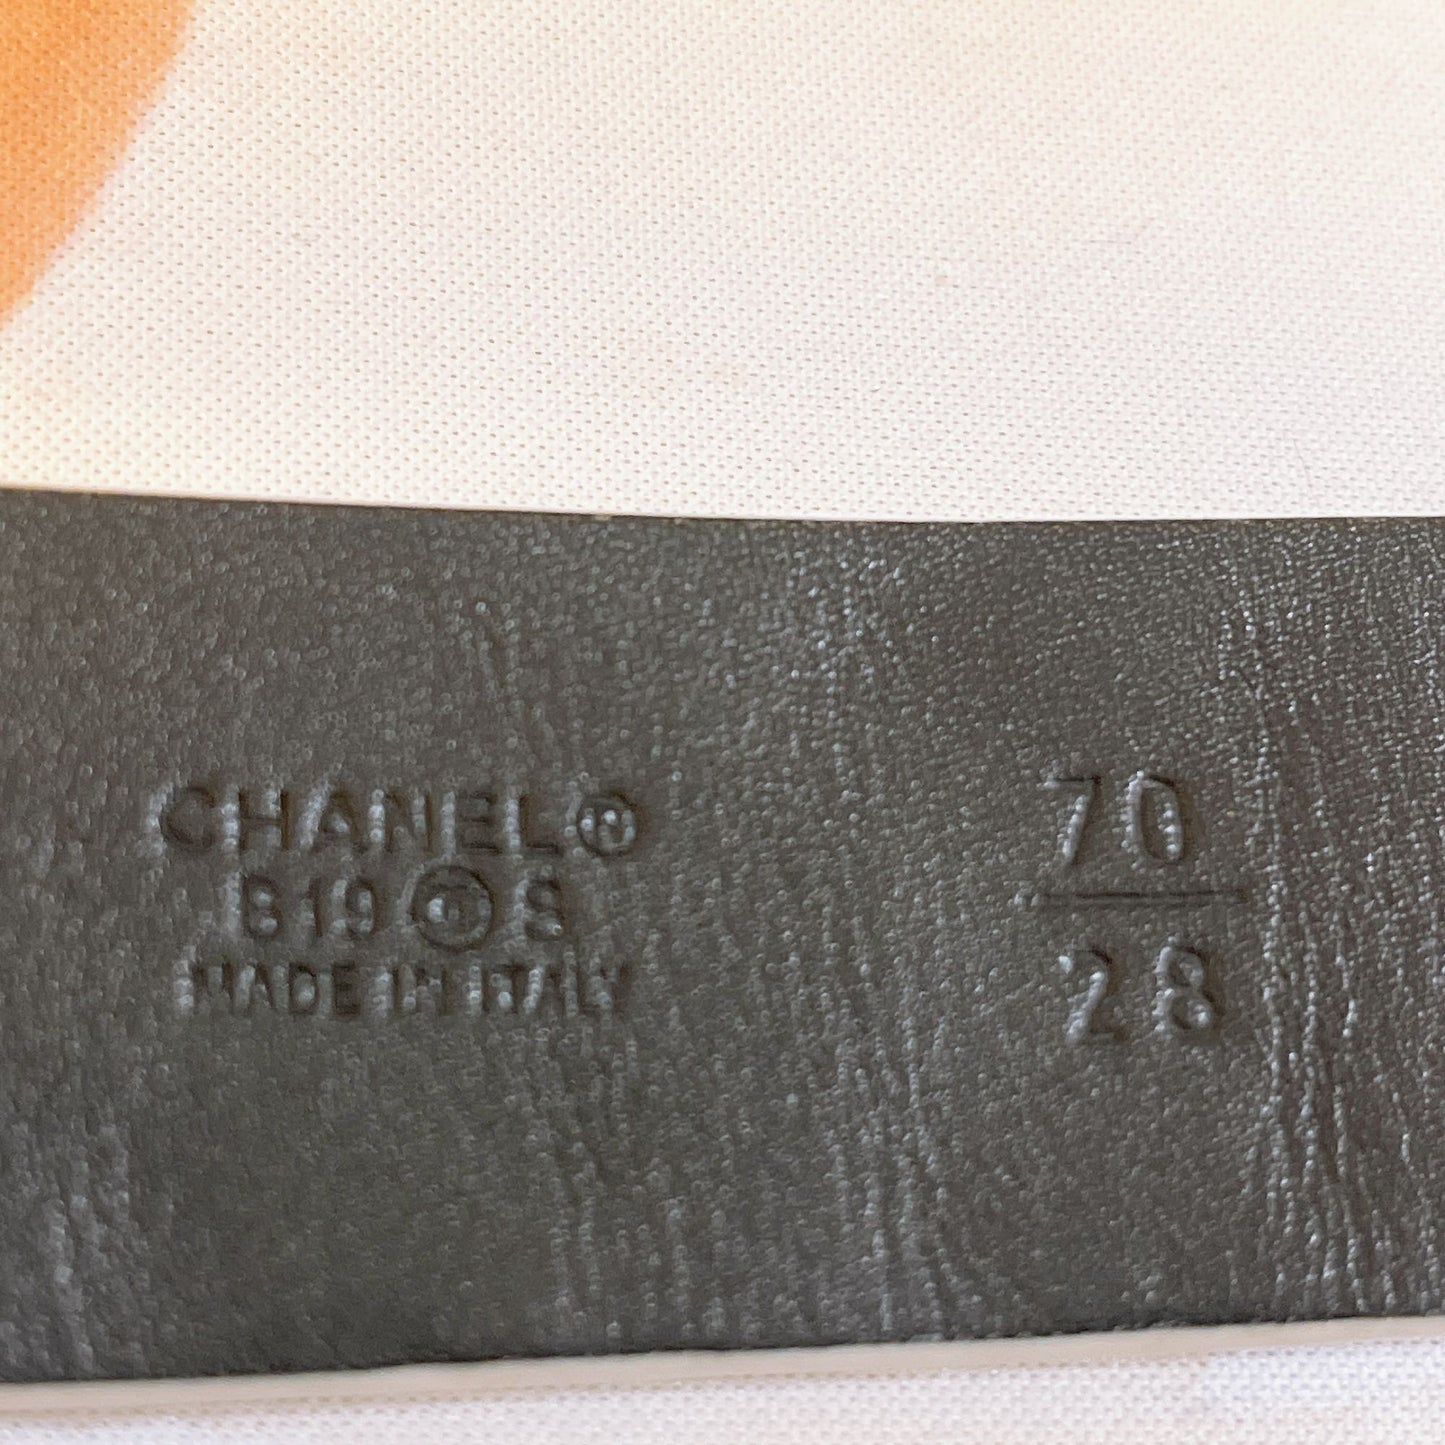 CHANEL®
B19 S
MADE IN ITALY
70
28